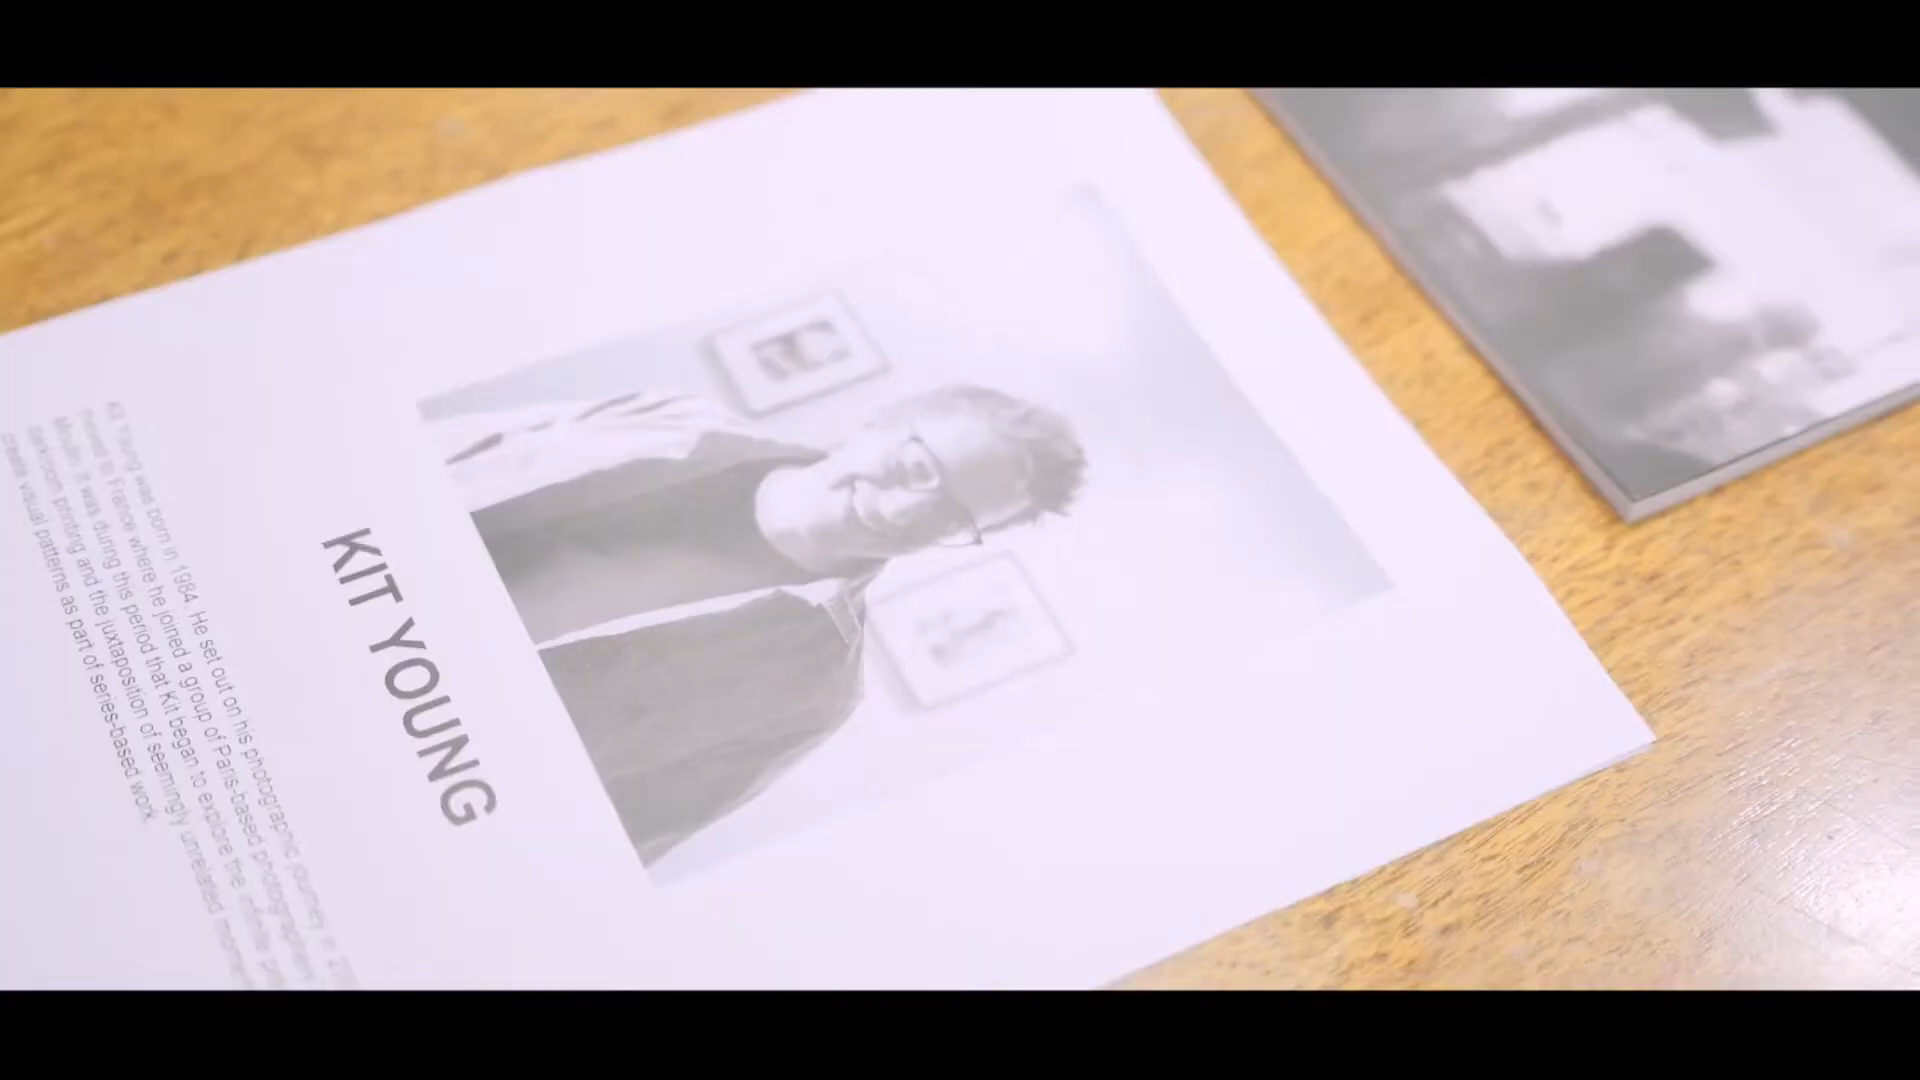 KIT YOUNG
Kit Young was born in 1984. He set out on his photographic journey in
moved to France where he joined a group of Paris-based photographers
it was during this period that Kit began to explore the infinite
darkroom printing and the juxtaposition of seemingly unrelated
create visual patterns as part of series-based work.